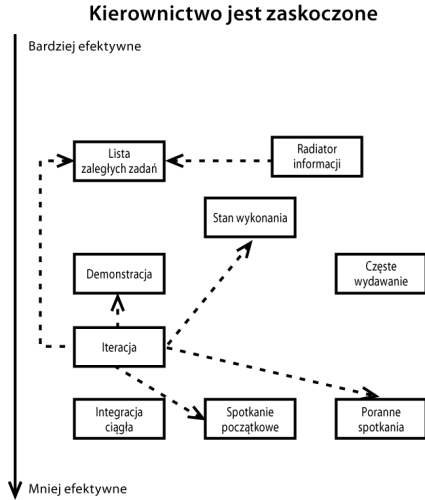 Kierownictwo jest zaskoczone
Bardziej efektywne
Lista
zaległych zadań
Radiator
informacji
Stan wykonania
Demonstracja
Częste
wydawanie
Iteracja
Integracja
ciągła
Spotkanie
początkowe
Poranne
spotkania
Mniej efektywne